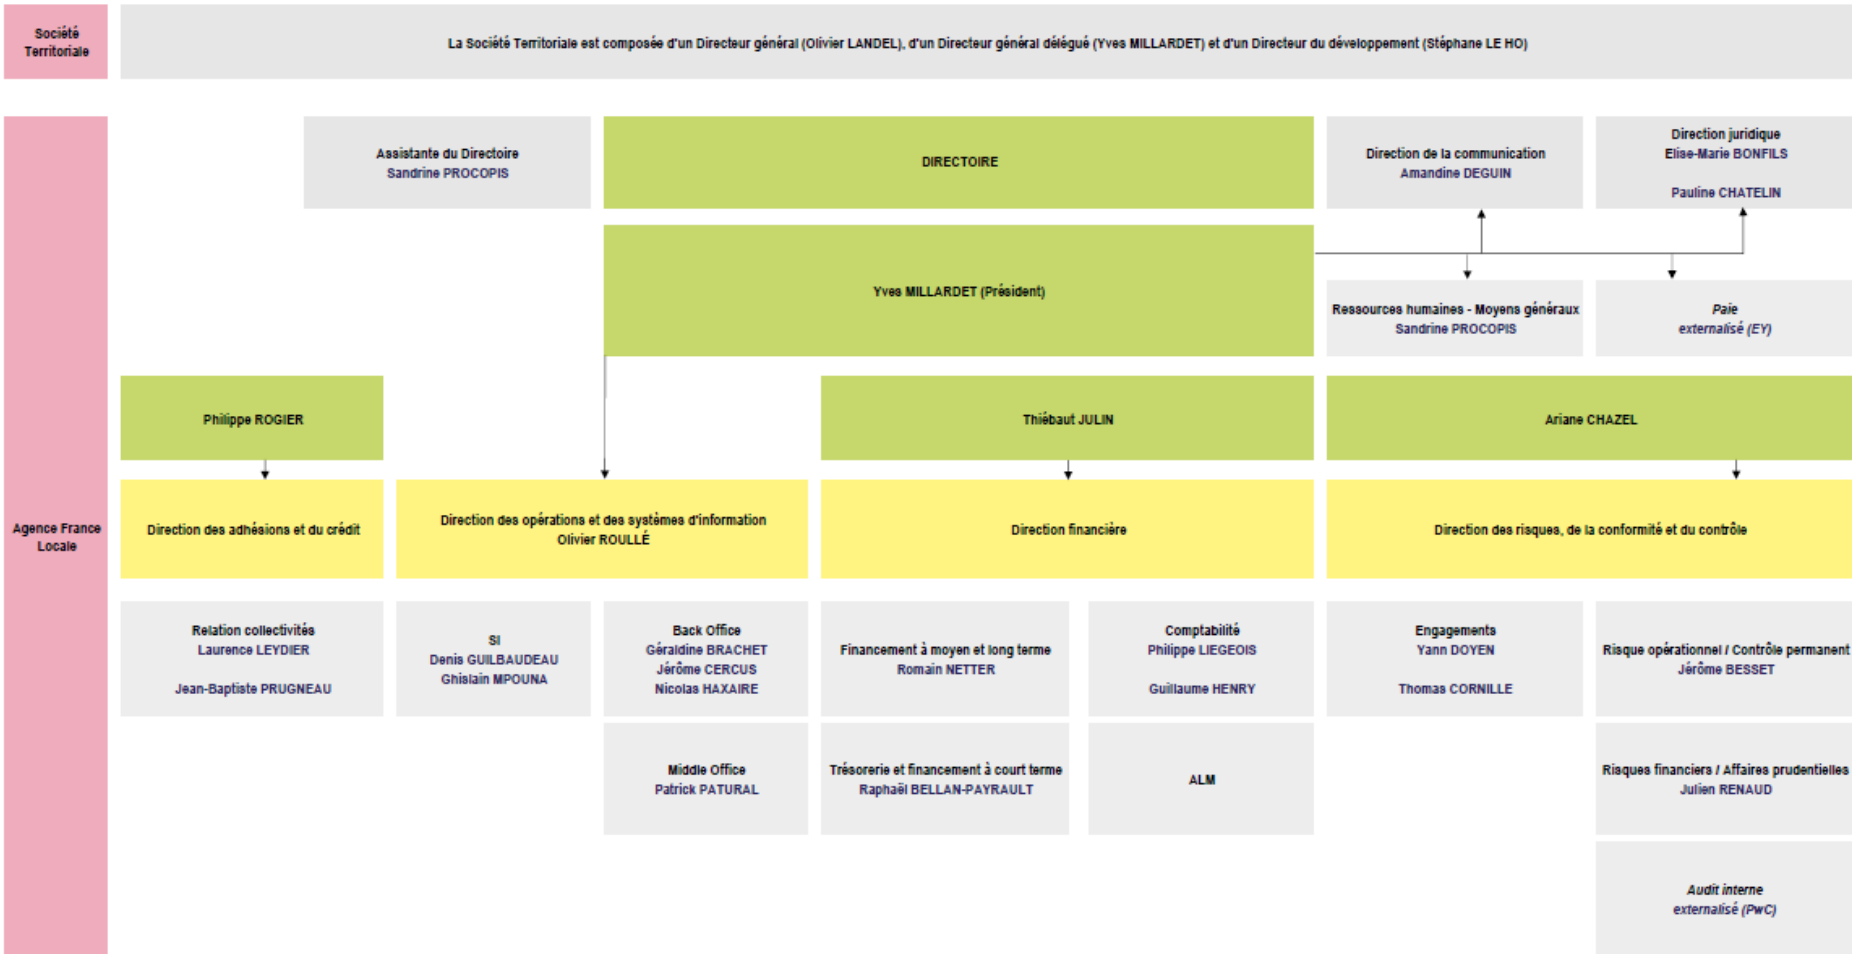 Société
Territoriale
La Société Territoriale est composée d'un Directeur général (Olivier LANDEL), d'un Directeur général délégué (Yves MILLARDET) et d'un Directeur du développement (Stéphane LE HO)
Agence France
Locale
Assistante du Directoire
Sandrine PROCOPIS
DIRECTOIRE
Direction de la communication
Amandine DEGUIN
Direction juridique
Elise-Marie BONFILS
Pauline CHATELIN
Yves MILLARDET (Président)
Ressources humaines - Moyens généraux
Sandrine PROCOPIS
Paie
externalisé (EY)
Philippe ROGIER
Thiébaut JULIN
Ariane CHAZEL
Direction des adhésions et du crédit
Direction des opérations et des systèmes d'information
Olivier ROULLÉ
Direction financière
Direction des risques, de la conformité et du contrôle
Relation collectivités
Laurence LEYDIER
Jean-Baptiste PRUGNEAU
SI
Denis GUILBAUDEAU
Ghislain MPOUNA
Back Office
Géraldine BRACHET
Jérôme CERCUS
Nicolas HAXAIRE
Financement à moyen et long terme
Romain NETTER
Comptabilité
Philippe LIEGEOIS
Guillaume HENRY
Engagements
Yann DOYEN
Thomas CORNILLE
Risque opérationnel / Contrôle permanent
Jérôme BESSET
Middle Office
Patrick PATURAL
Trésorerie et financement à court terme
Raphaël BELLAN-PAYRAULT
ALM
Risques financiers / Affaires prudentielles
Julien RENAUD
Audit interne
externalisé (PwC)